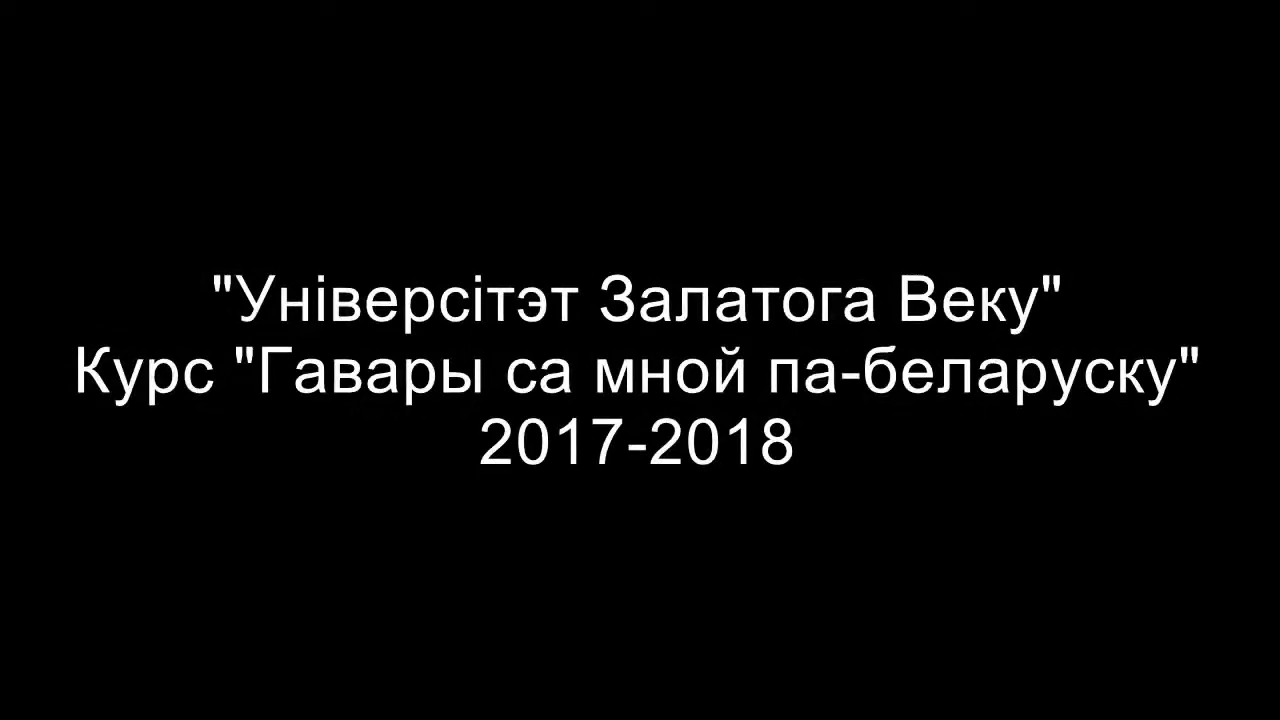 "Універсітэт Залатога Веку"
Курс "Гавары са мной па-беларуску"
2017-2018